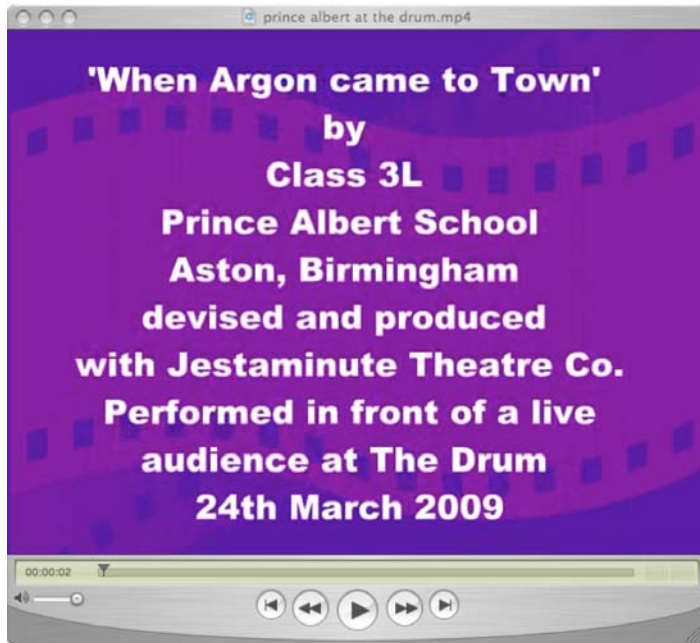 prince albert at the drum.mp4
'When Argon came to Town'
by
Class 3L
Prince Albert School
Aston, Birmingham
devised and produced
with Jestaminute Theatre Co.
Performed in front of a live
audience at The Drum
24th March 2009
00:00:02